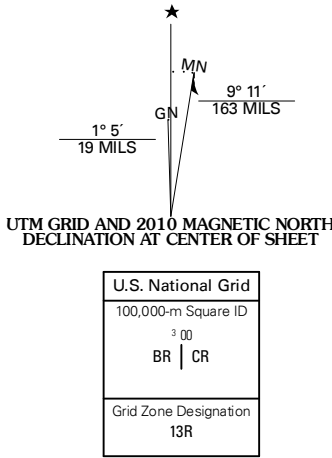 ★
MN
GN
9° 11´
163 MILS
1° 5´
19 MILS
UTM GRID AND 2010 MAGNETIC NORTH
DECLINATION AT CENTER OF SHEET
U.S. National Grid
100,000-m Square ID
3 00
BR | CR
Grid Zone Designation
13R